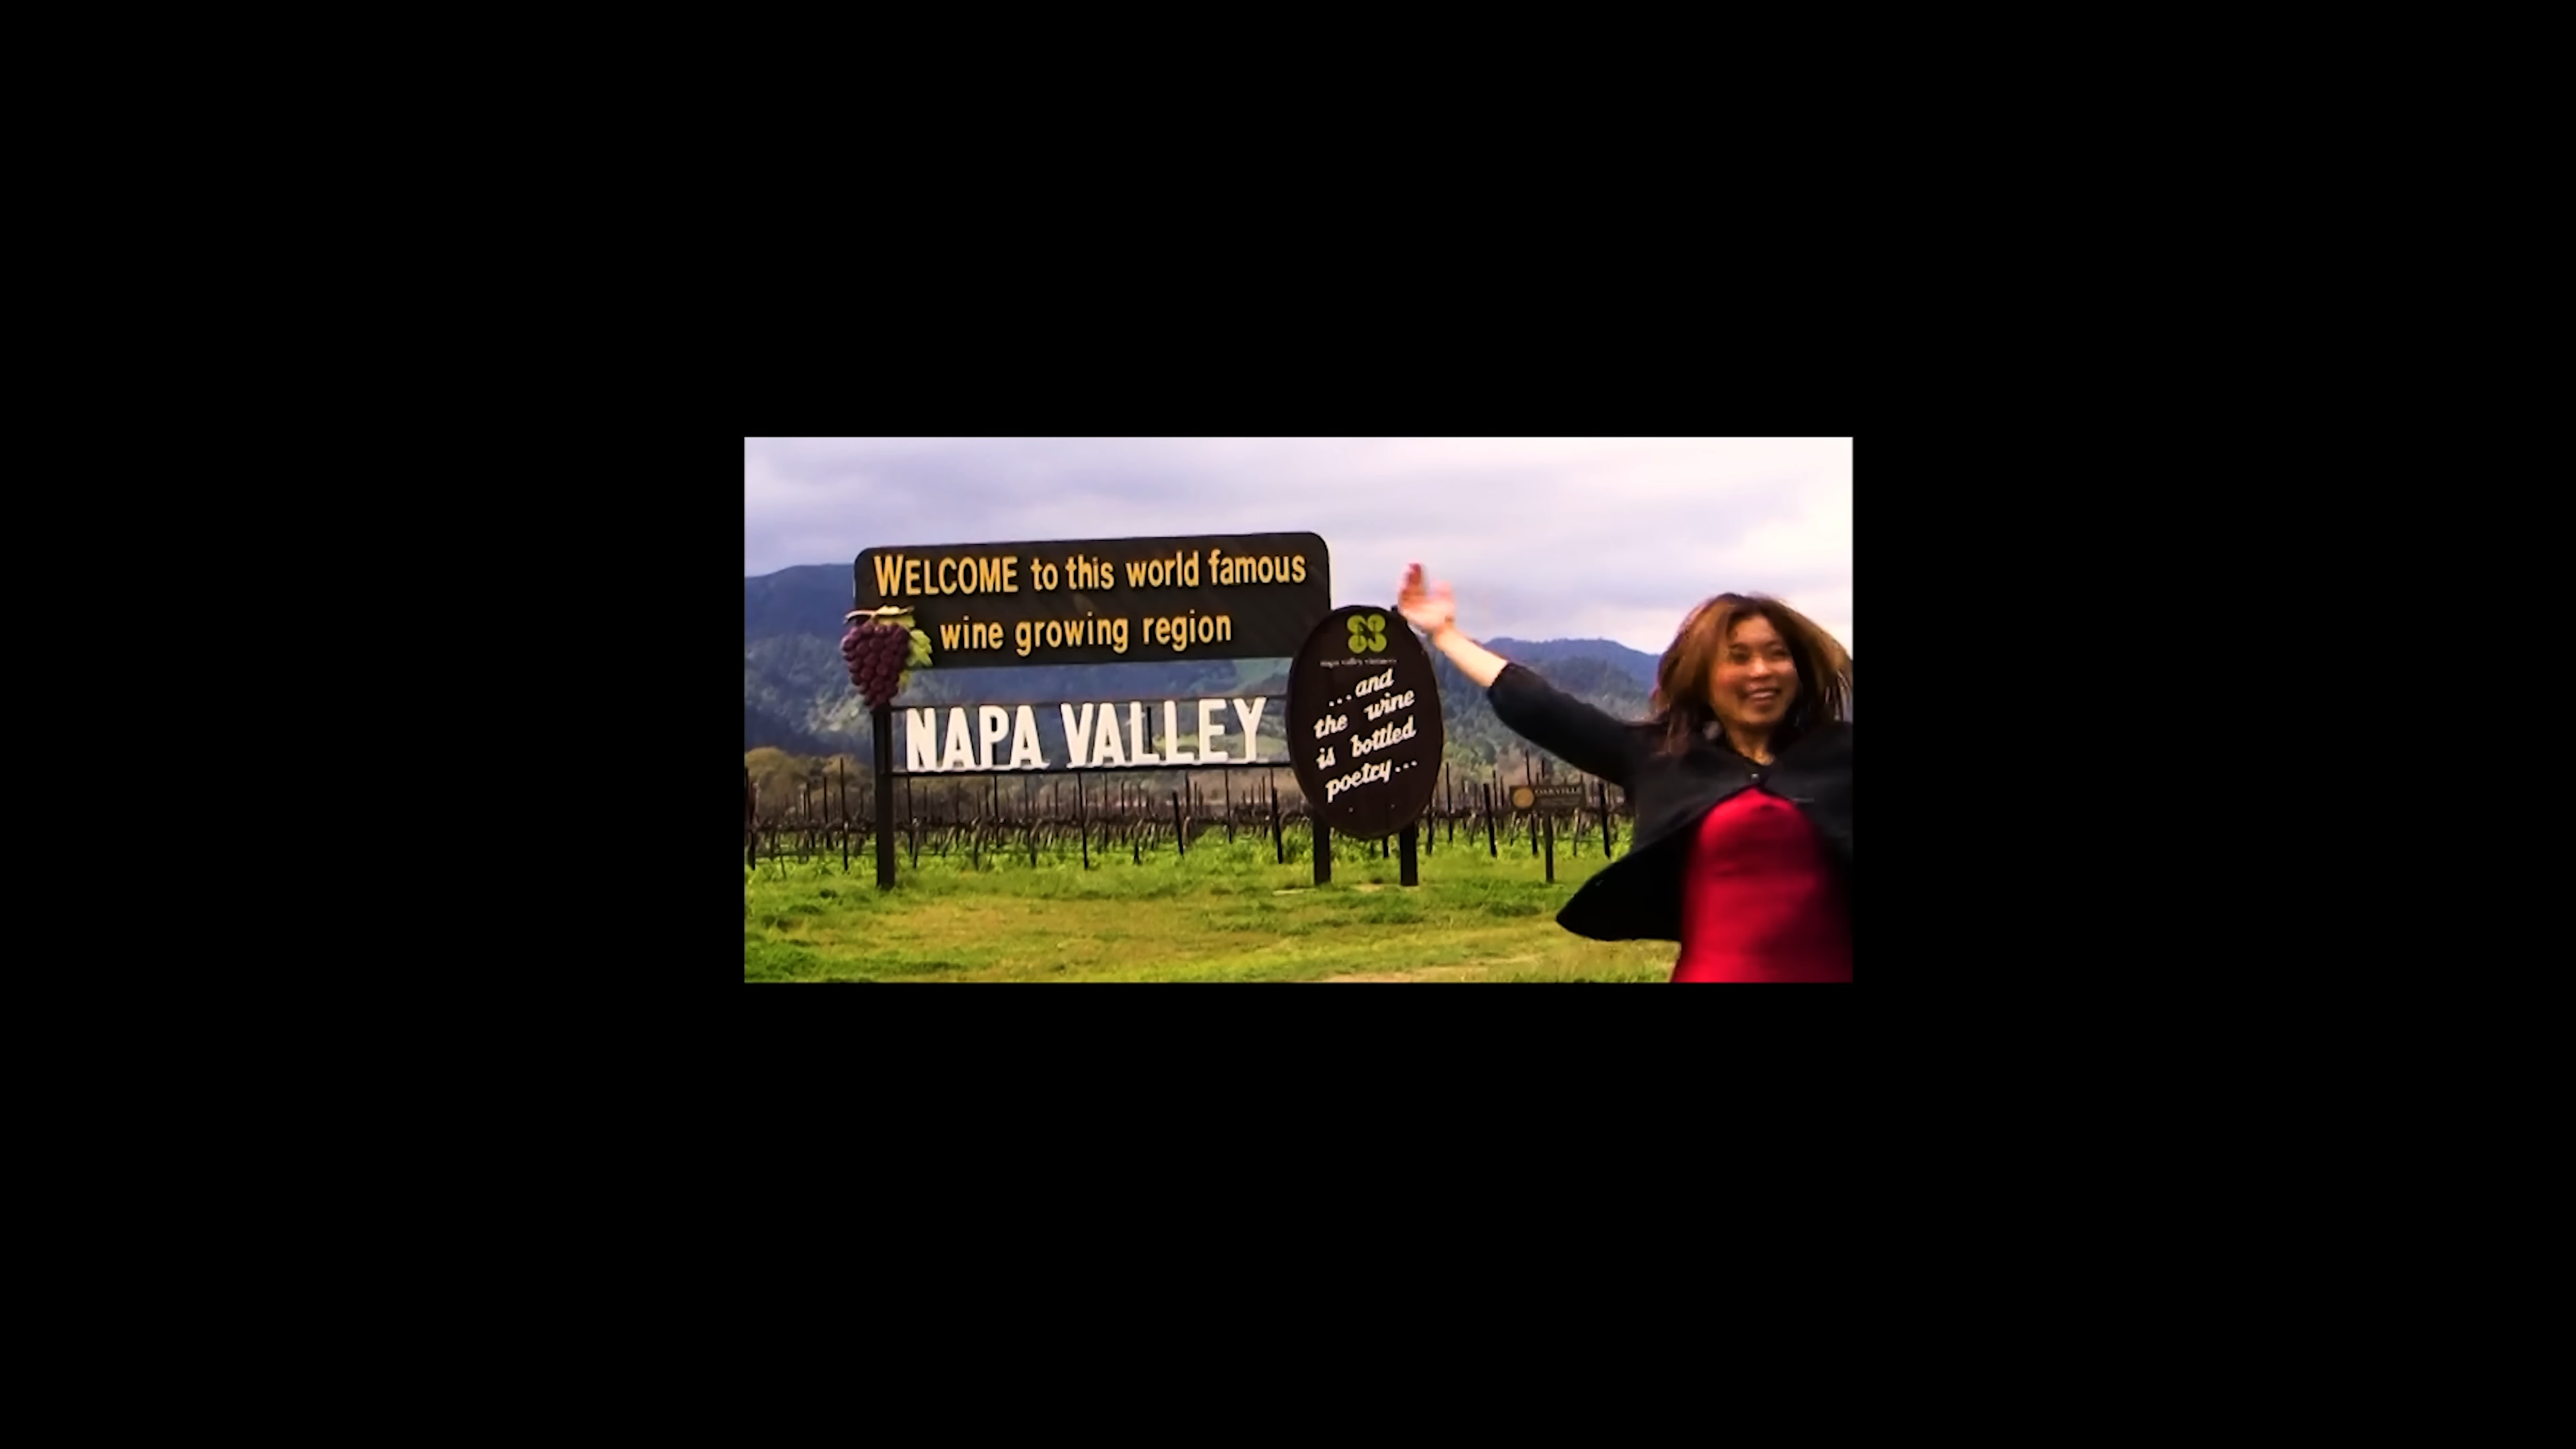 WELCOME to this world famous
wine growing region
NAPA VALLEY
napa valley vintners
...and
the wine
is bottled
poetry...
OAKVILLE